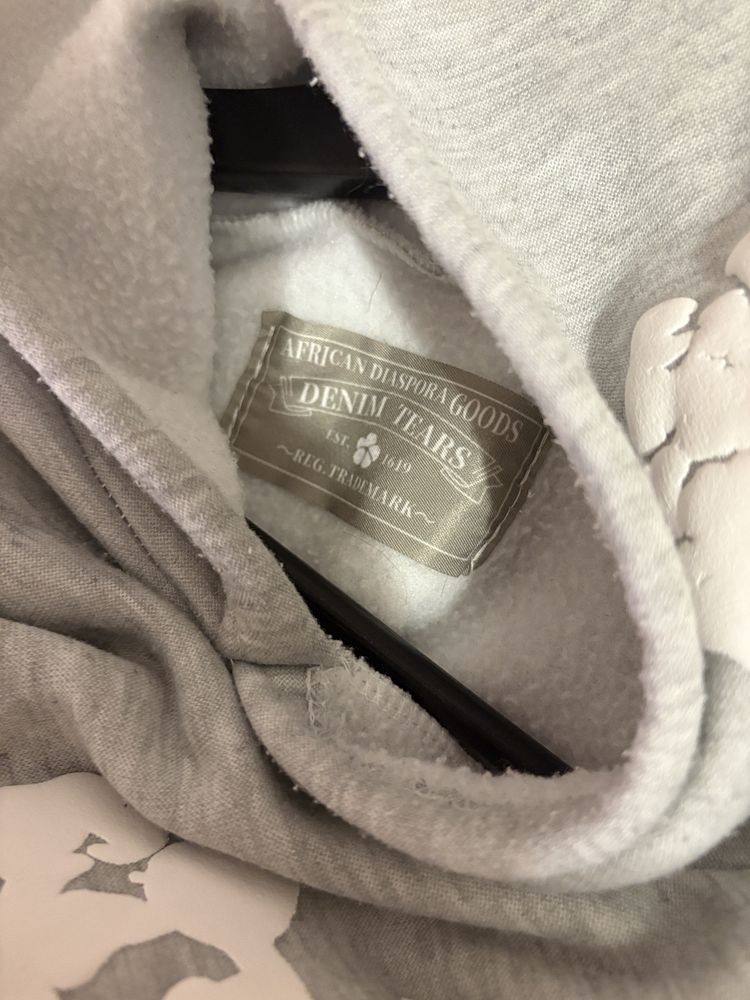 AFRICAN DIASPORA GOODS
DENIM TEARS
EST. 1619
~REG. TRADEMARK~